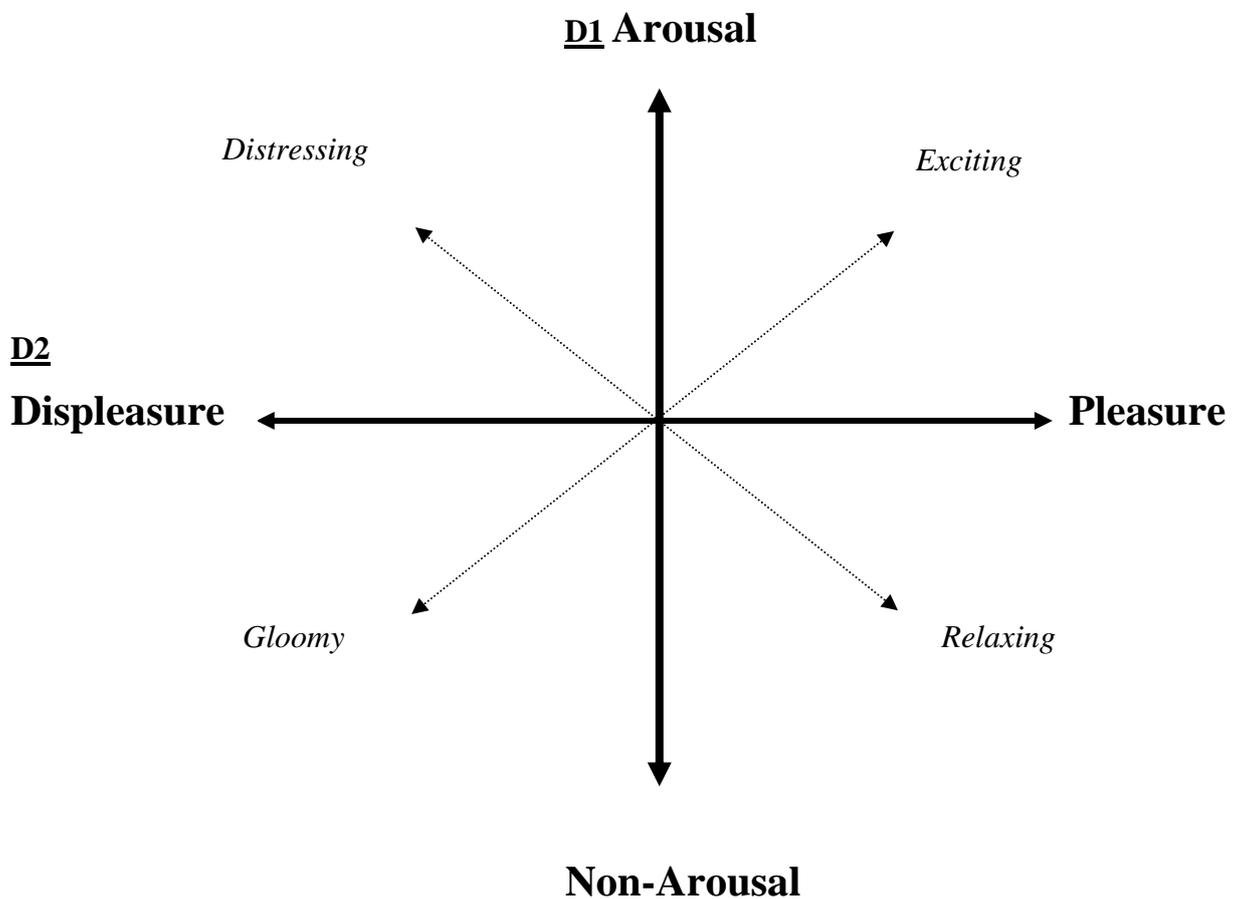 D1 Arousal
Distressing
Exciting
D2
Displeasure
Pleasure
Gloomy
Relaxing
Non-Arousal